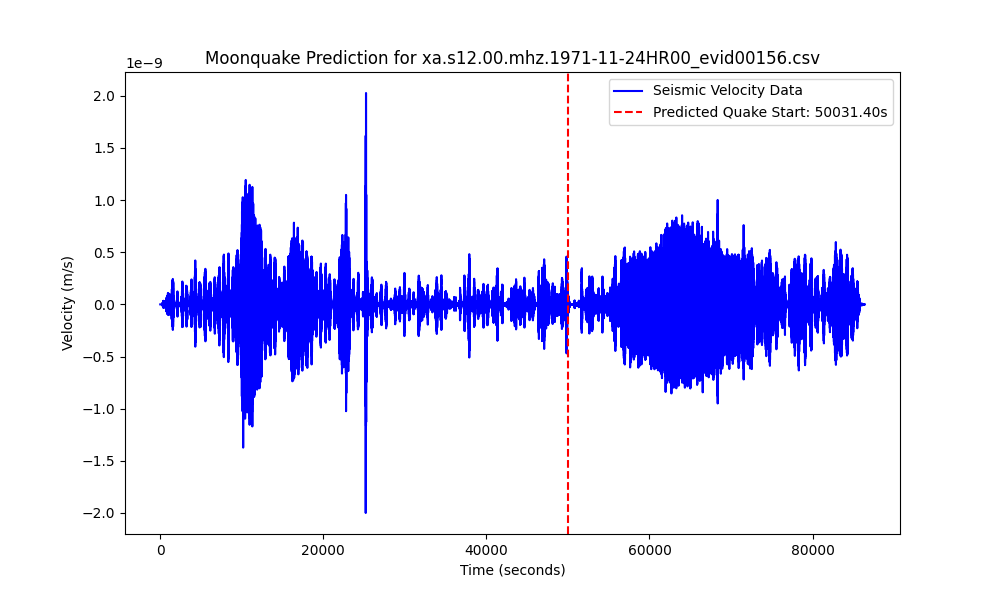 Moonquake Prediction for xa.s12.00.mhz.1971-11-24HR00_evid00156.csv
1e−9
Seismic Velocity Data
Predicted Quake Start: 50031.40s
2.0
1.5
1.0
0.5
0.0
−0.5
−1.0
−1.5
−2.0
Velocity (m/s)
0 20000 40000 60000 80000
Time (seconds)